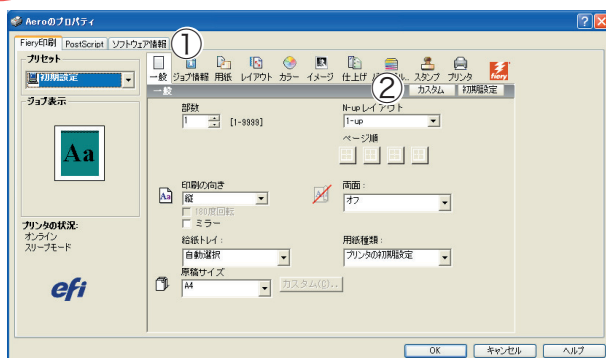 Aeroのプロパティ
Fiery印刷 PostScript ソフトウェア情報
①
プリセット
初期設定
一般 ジョブ情報 用紙 レイアウト カラー イメージ 仕上げ スタンプ プリンタ
fiery
一般
②
カスタム 初期設定
ジョブ表示
Aa
部数
1 [1-9999]
N-upレイアウト
1-up
ページ順
印刷の向き
Aa
縦
180度回転
ミラー
両面:
オフ
給紙トレイ:
自動選択
用紙種類:
プリンタの初期設定
原稿サイズ
A4
カスタム(C)...
プリンタの状況:
オンライン
スリープモード
efi
OK キャンセル ヘルプ